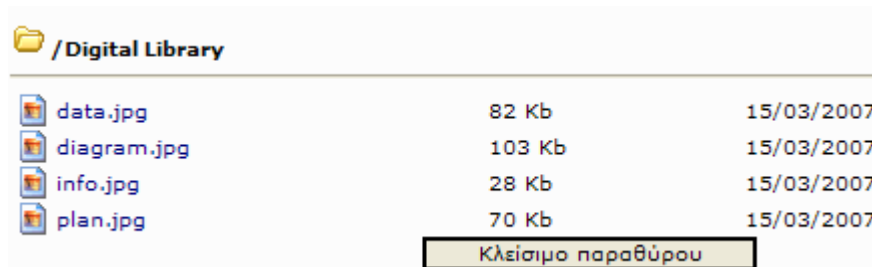 /Digital Library
data.jpg 82 Kb 15/03/2007
diagram.jpg 103 Kb 15/03/2007
info.jpg 28 Kb 15/03/2007
plan.jpg 70 Kb 15/03/2007
Κλείσιμο παραθύρου